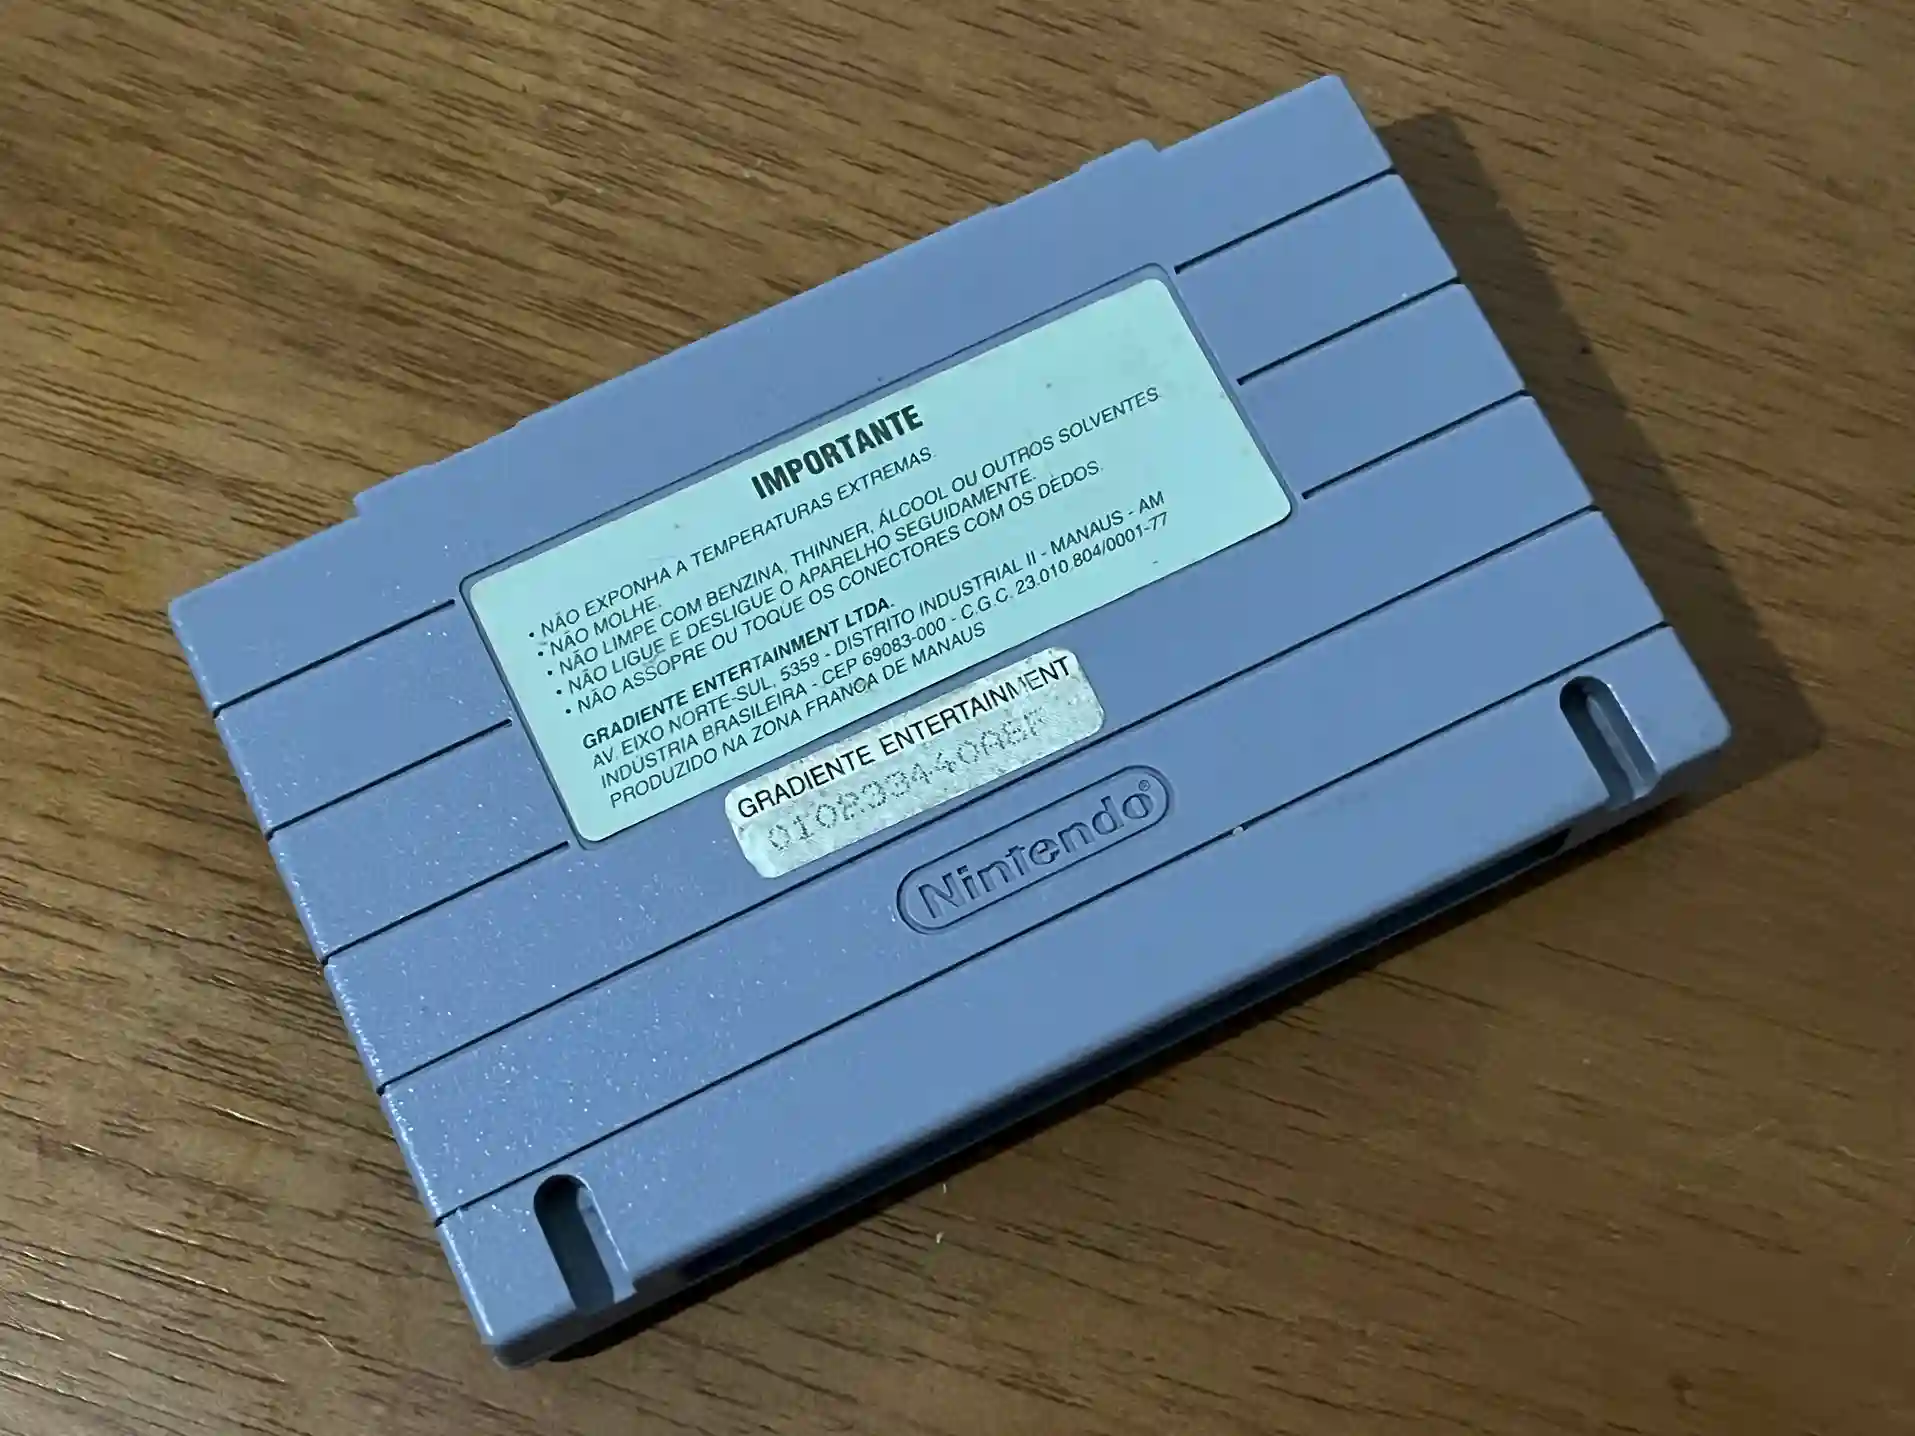 IMPORTANTE
• NÃO EXPONHA A TEMPERATURAS EXTREMAS.
• NÃO MOLHE.
• NÃO LIMPE COM BENZINA, THINNER, ÁLCOOL OU OUTROS SOLVENTES
• NÃO LIGUE E DESLIGUE O APARELHO SEGUIDAMENTE.
• NÃO ASSOPRE OU TOQUE OS CONECTORES COM OS DEDOS.
GRADIENTE ENTERTAINMENT LTDA.
AV. EIXO NORTE-SUL, 5359 - DISTRITO INDUSTRIAL II - MANAUS - AM
INDÚSTRIA BRASILEIRA - CEP 69083-000 - C.G.C. 23.010.804/0001-77
PRODUZIDO NA ZONA FRANCA DE MANAUS
GRADIENTE ENTERTAINMENT
Nintendo®